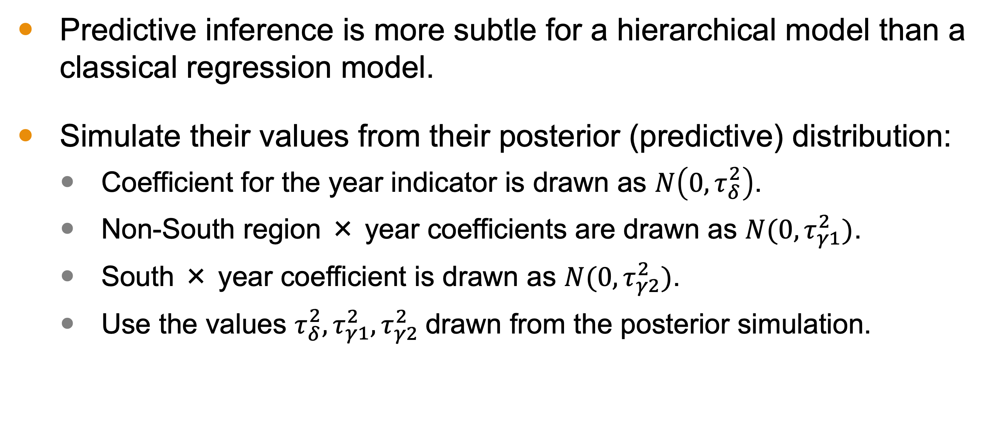 • Predictive inference is more subtle for a hierarchical model than a
classical regression model.
• Simulate their values from their posterior (predictive) distribution:
• Coefficient for the year indicator is drawn as $N(0, \tau_{\delta}^{2})$.
• Non-South region × year coefficients are drawn as $N(0, \tau_{\gamma 1}^{2})$.
• South × year coefficient is drawn as $N(0, \tau_{\gamma 2}^{2})$.
• Use the values $\tau_{\delta}^{2}, \tau_{\gamma 1}^{2}, \tau_{\gamma 2}^{2}$ drawn from the posterior simulation.